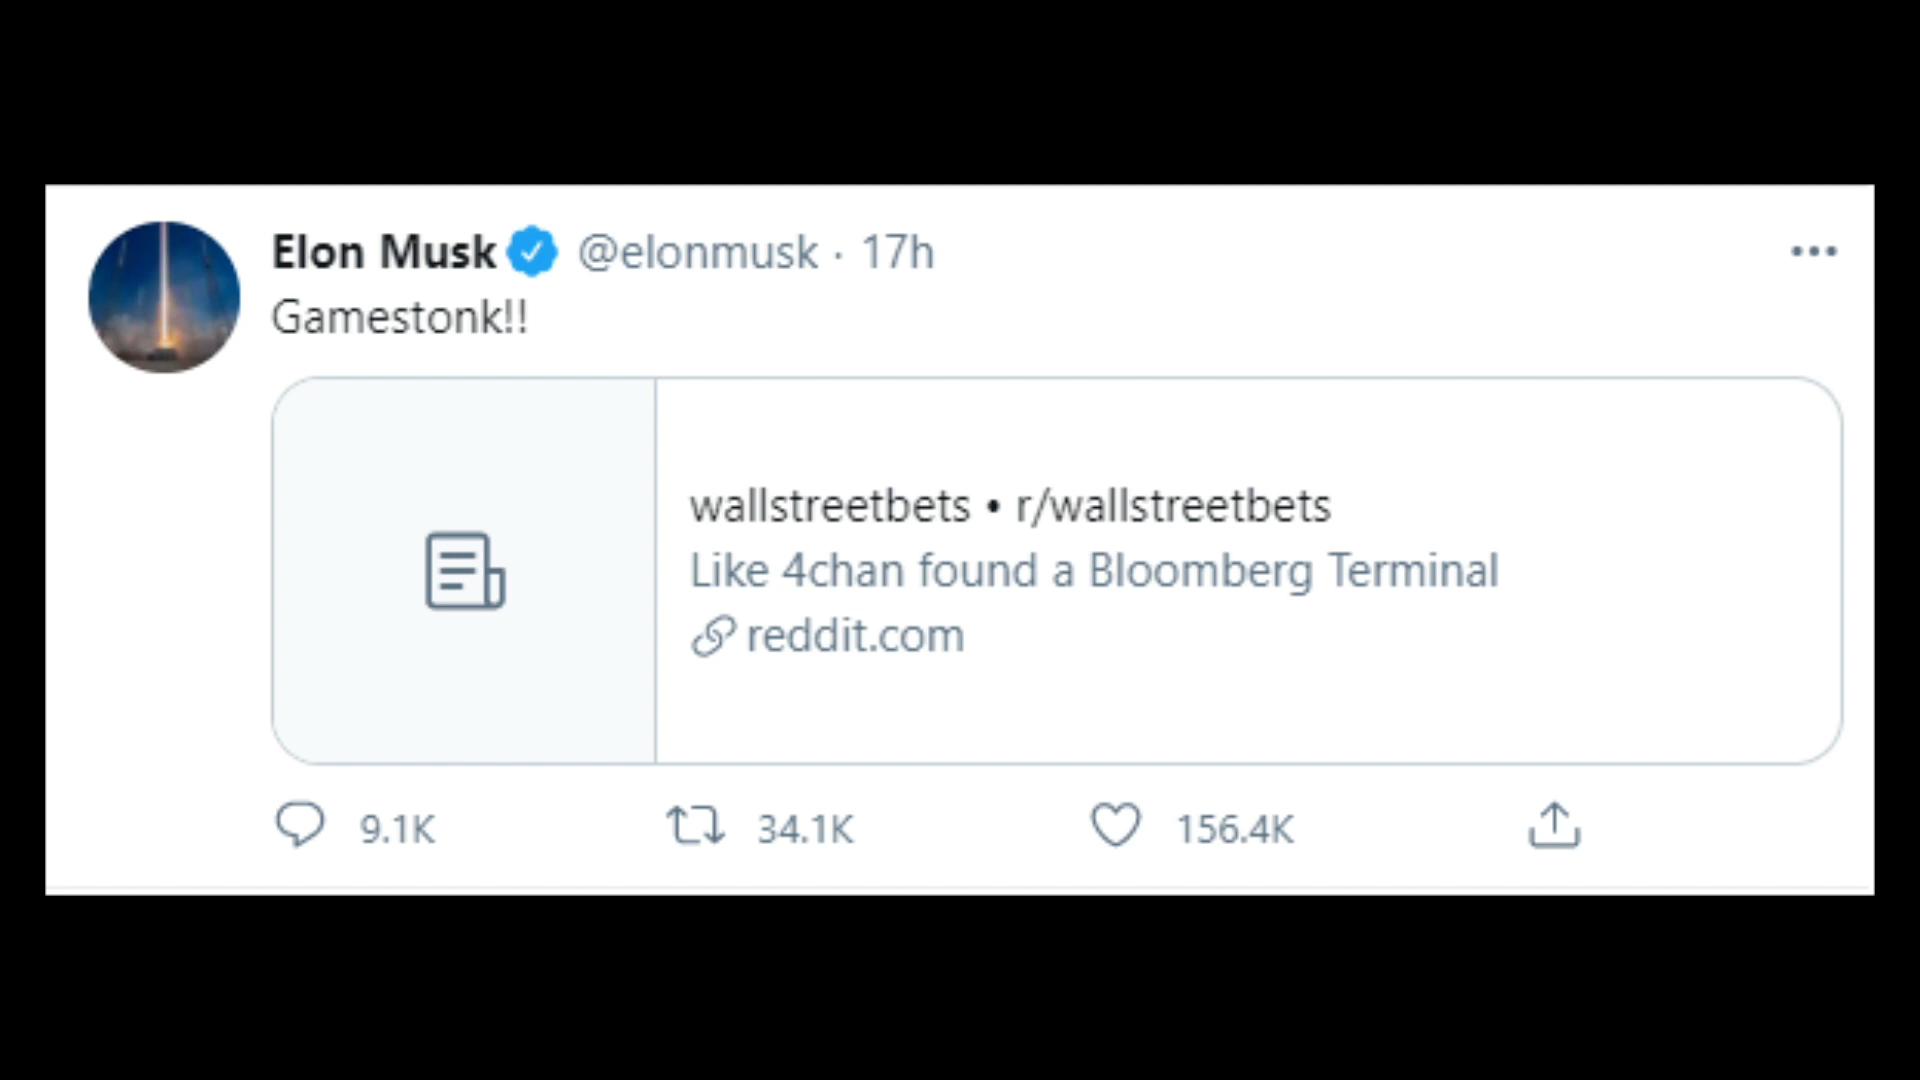 Elon Musk @elonmusk · 17h
Gamestonk!!
wallstreetbets • r/wallstreetbets
Like 4chan found a Bloomberg Terminal
reddit.com
9.1K 34.1K 156.4K